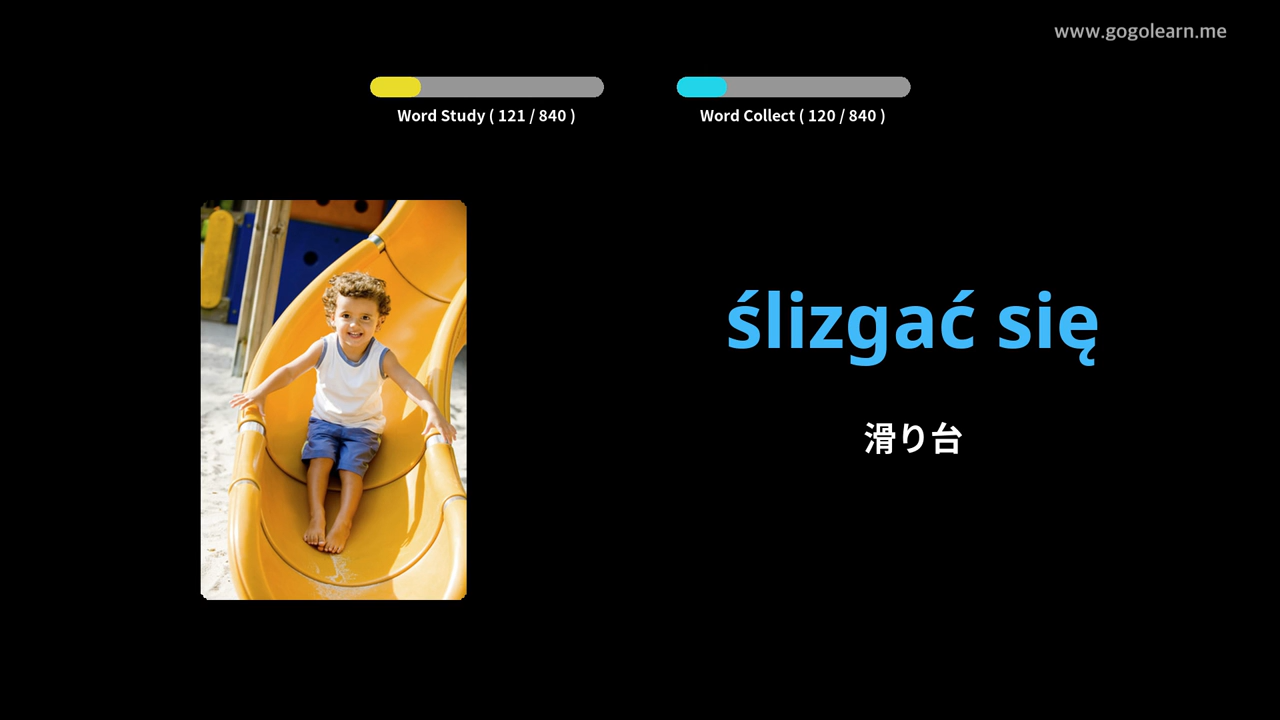 www.gogolearn.me
Word Study ( 121 / 840 )
Word Collect ( 120 / 840 )
ślizgać się
滑り台